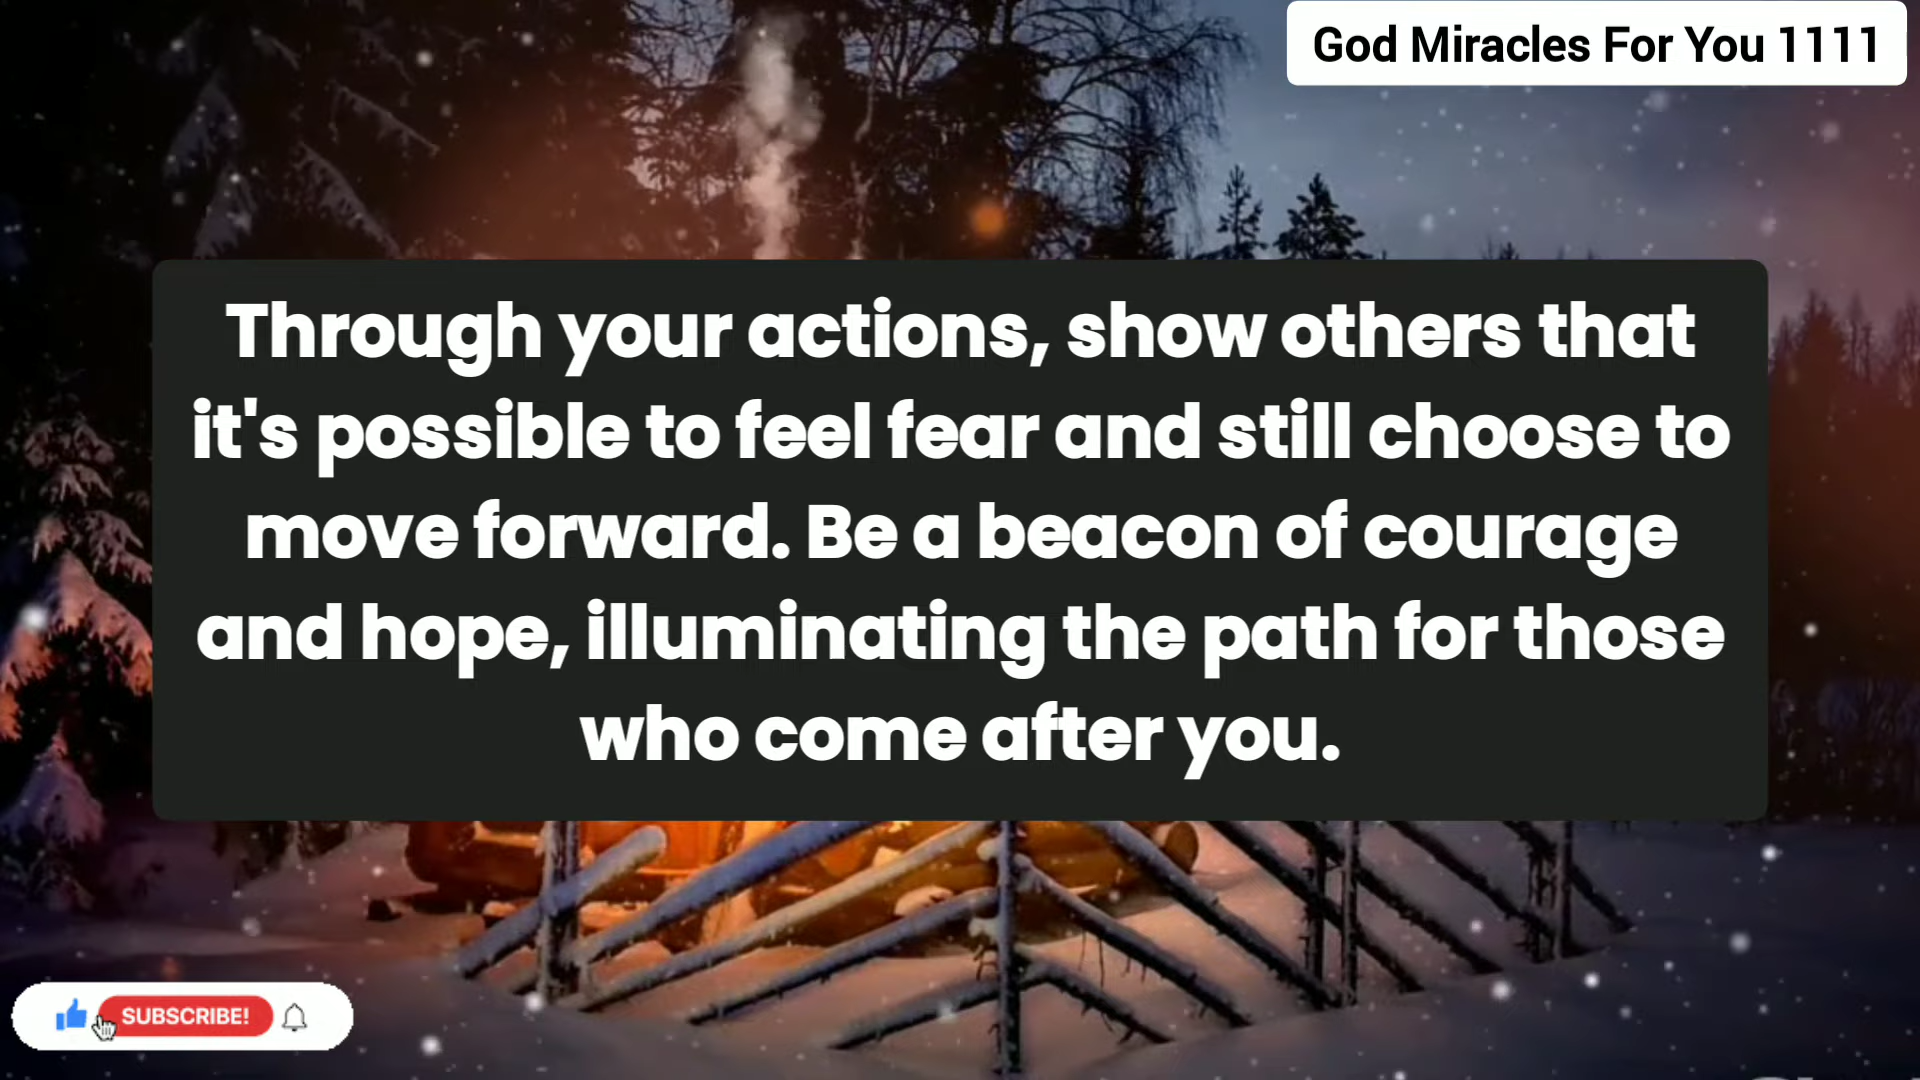 God Miracles For You 1111
Through your actions, show others that
it's possible to feel fear and still choose to
move forward. Be a beacon of courage
and hope, illuminating the path for those
who come after you.
SUBSCRIBE!